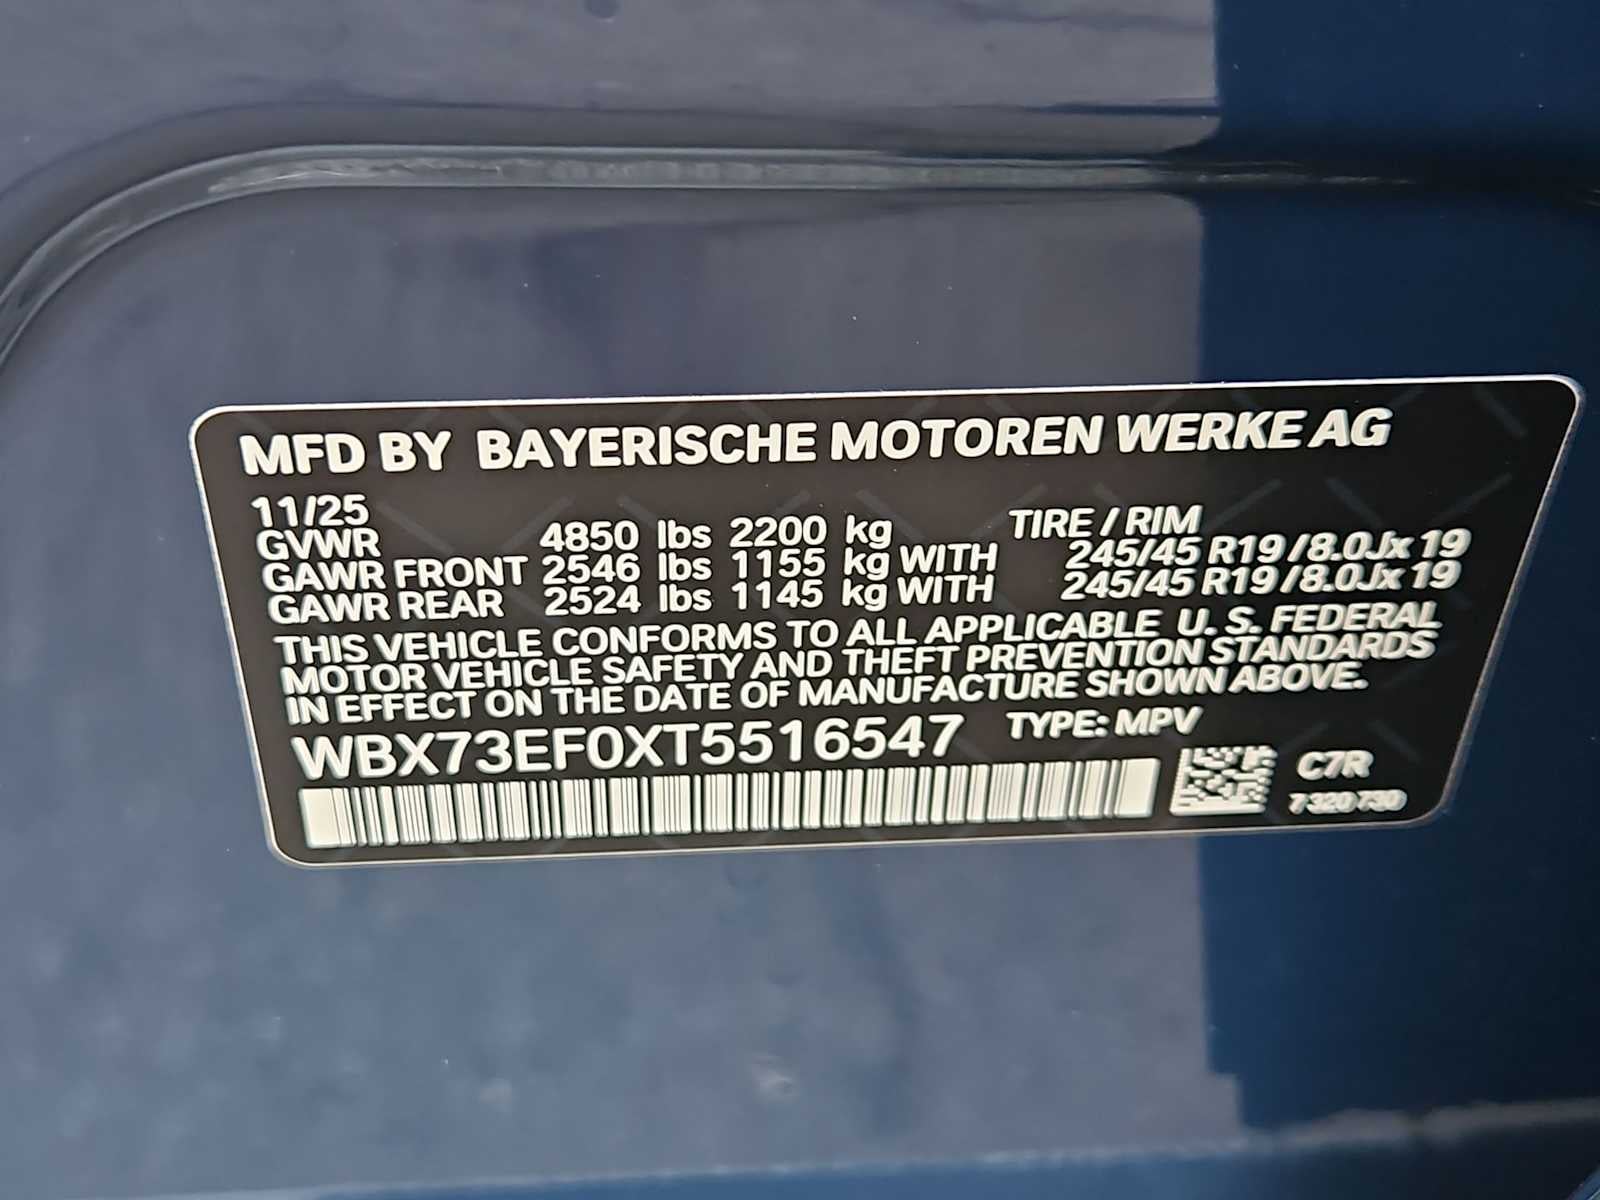 MFD BY BAYERISCHE MOTOREN WERKE AG
11/25 TIRE / RIM
GVWR 4850 lbs 2200 kg
GAWR FRONT 2546 lbs 1155 kg WITH 245/45 R19 /8.0Jx 19
GAWR REAR 2524 lbs 1145 kg WITH 245/45 R19 /8.0Jx 19
THIS VEHICLE CONFORMS TO ALL APPLICABLE U. S. FEDERAL
MOTOR VEHICLE SAFETY AND THEFT PREVENTION STANDARDS
IN EFFECT ON THE DATE OF MANUFACTURE SHOWN ABOVE.
WBX73EF0XT5516547 TYPE: MPV
C7R
7 320 730